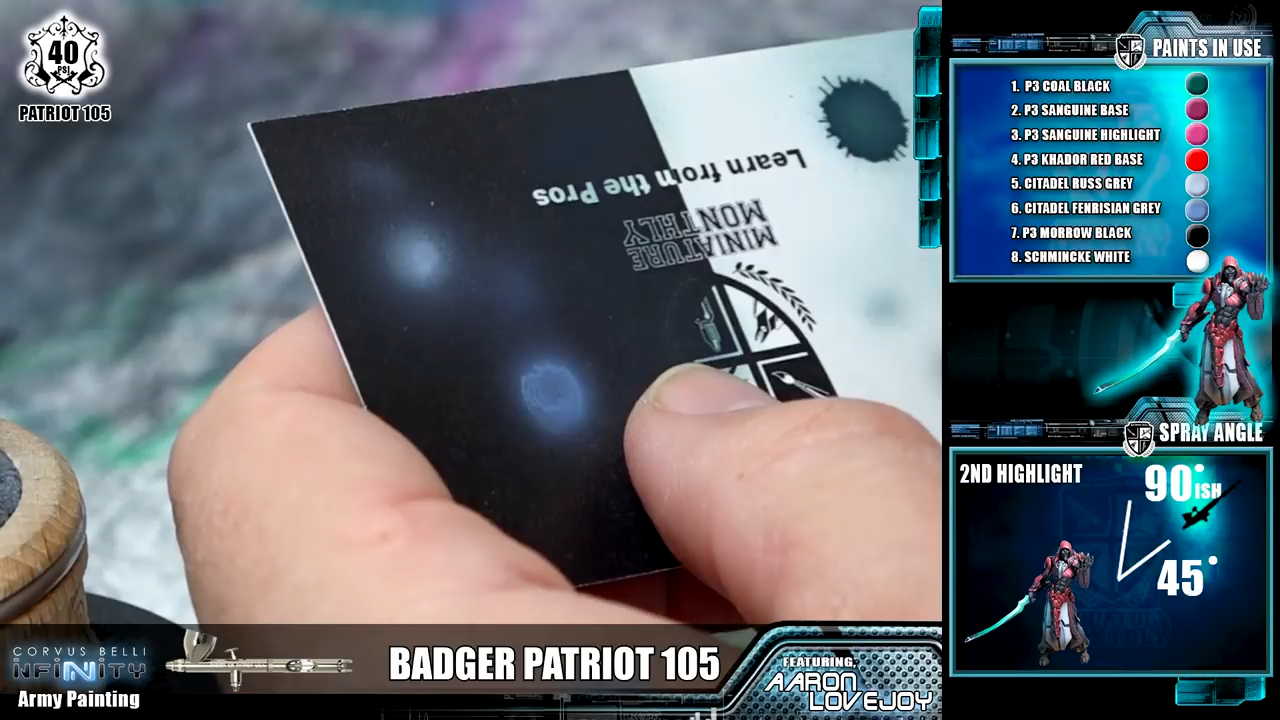 40
PSI
PATRIOT 105
Learn from the Pros
MINIATURE
MONTHLY
PAINTS IN USE
1. P3 COAL BLACK
2. P3 SANGUINE BASE
3. P3 SANGUINE HIGHLIGHT
4. P3 KHADOR RED BASE
5. CITADEL RUSS GREY
6. CITADEL FENRISIAN GREY
7. P3 MORROW BLACK
8. SCHMINCKE WHITE
SPRAY ANGLE
2ND HIGHLIGHT
90°ISH
45°
CORVUS BELLI
INFINITY
Army Painting
BADGER PATRIOT 105
FEATURING,
AARON
LOVEJOY